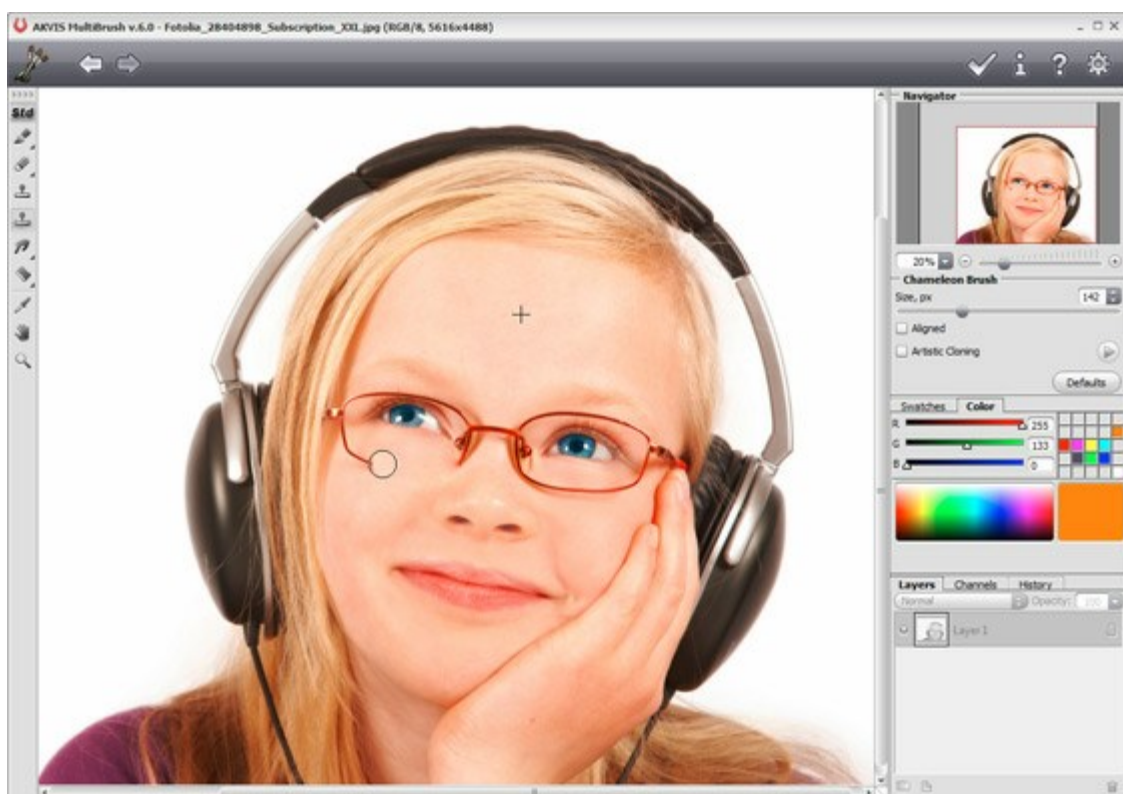 AKVIS MultiBrush v.6.0 - Fotolia_28404898_Subscription_XXL.jpg (RGB/8, 5616x4488)
Std
Navigator
20%
Chameleon Brush
Size, px 142
Aligned
Artistic Cloning
Defaults
Swatches Color
R 255
G 133
B 0
Layers Channels History
Normal Opacity: 100
Layer 1